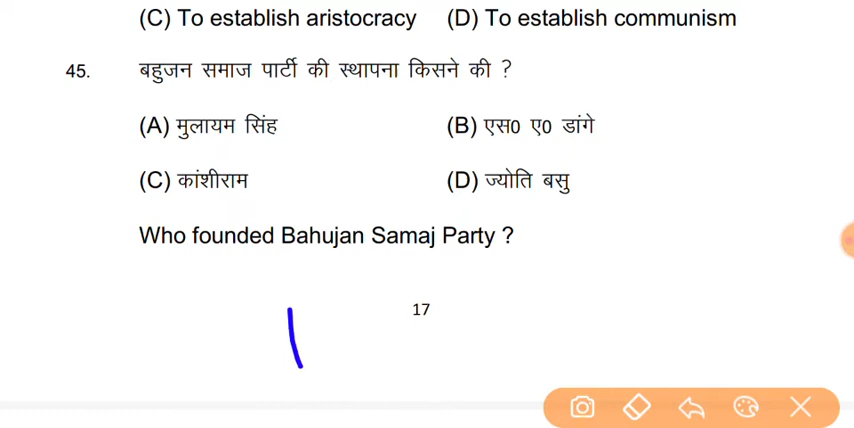 (C) To establish aristocracy (D) To establish communism
45. बहुजन समाज पार्टी की स्थापना किसने की ?
(A) मुलायम सिंह (B) एस0 ए0 डांगे
(C) कांशीराम (D) ज्योति बसु
Who founded Bahujan Samaj Party ?
17